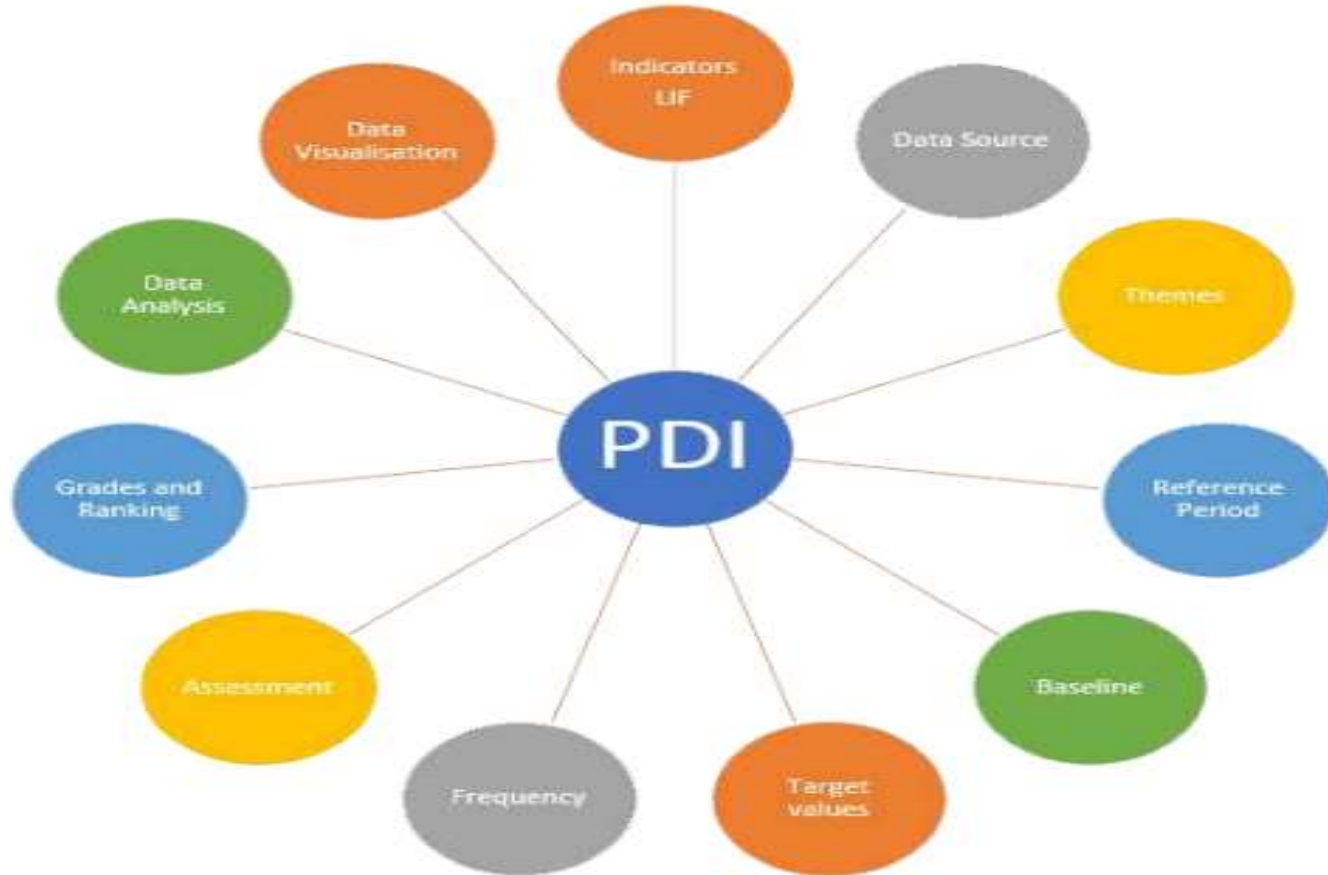 Indicators
LIF
Data Source
Themes
Reference
Period
Baseline
Target
values
Frequency
Assessment
Grades and
Ranking
Data
Analysis
Data
Visualisation
PDI